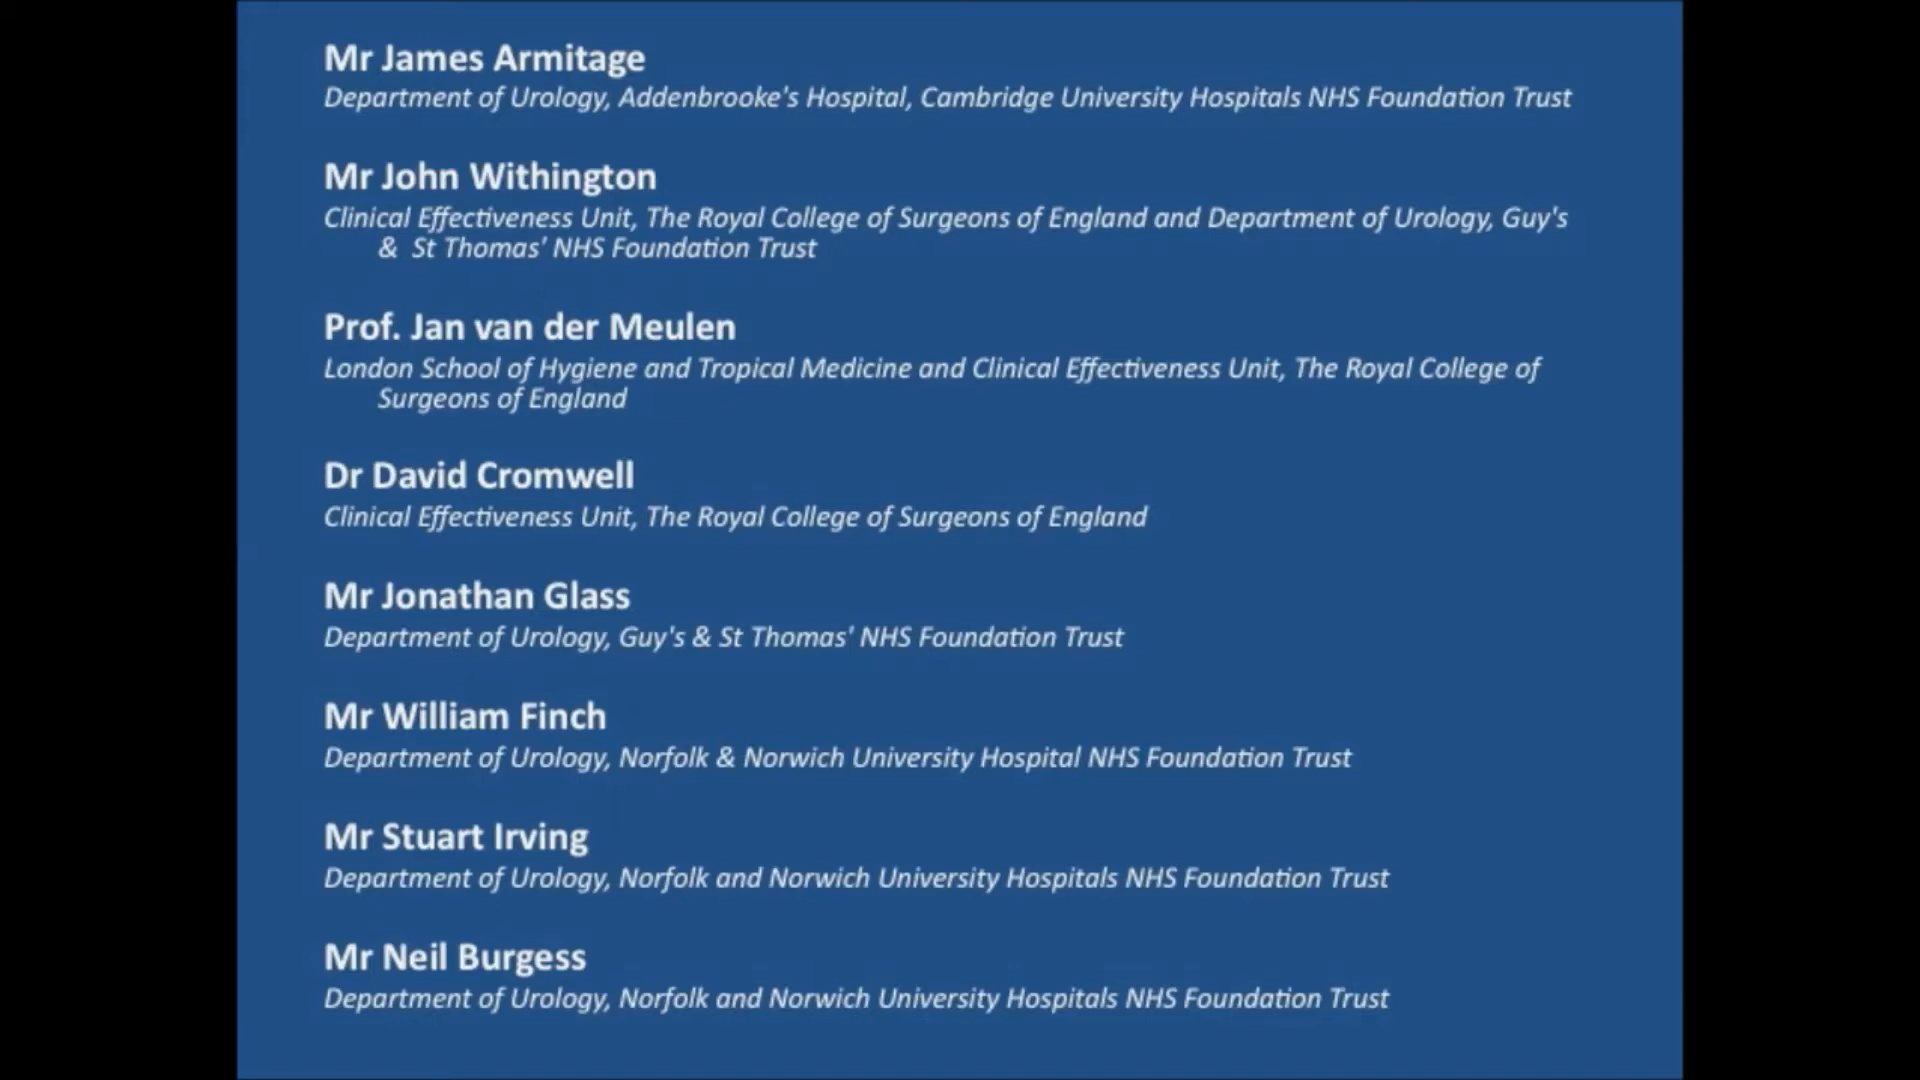 Mr James Armitage
Department of Urology, Addenbrooke's Hospital, Cambridge University Hospitals NHS Foundation Trust
Mr John Withington
Clinical Effectiveness Unit, The Royal College of Surgeons of England and Department of Urology, Guy's
& St Thomas' NHS Foundation Trust
Prof. Jan van der Meulen
London School of Hygiene and Tropical Medicine and Clinical Effectiveness Unit, The Royal College of
Surgeons of England
Dr David Cromwell
Clinical Effectiveness Unit, The Royal College of Surgeons of England
Mr Jonathan Glass
Department of Urology, Guy's & St Thomas' NHS Foundation Trust
Mr William Finch
Department of Urology, Norfolk & Norwich University Hospital NHS Foundation Trust
Mr Stuart Irving
Department of Urology, Norfolk and Norwich University Hospitals NHS Foundation Trust
Mr Neil Burgess
Department of Urology, Norfolk and Norwich University Hospitals NHS Foundation Trust